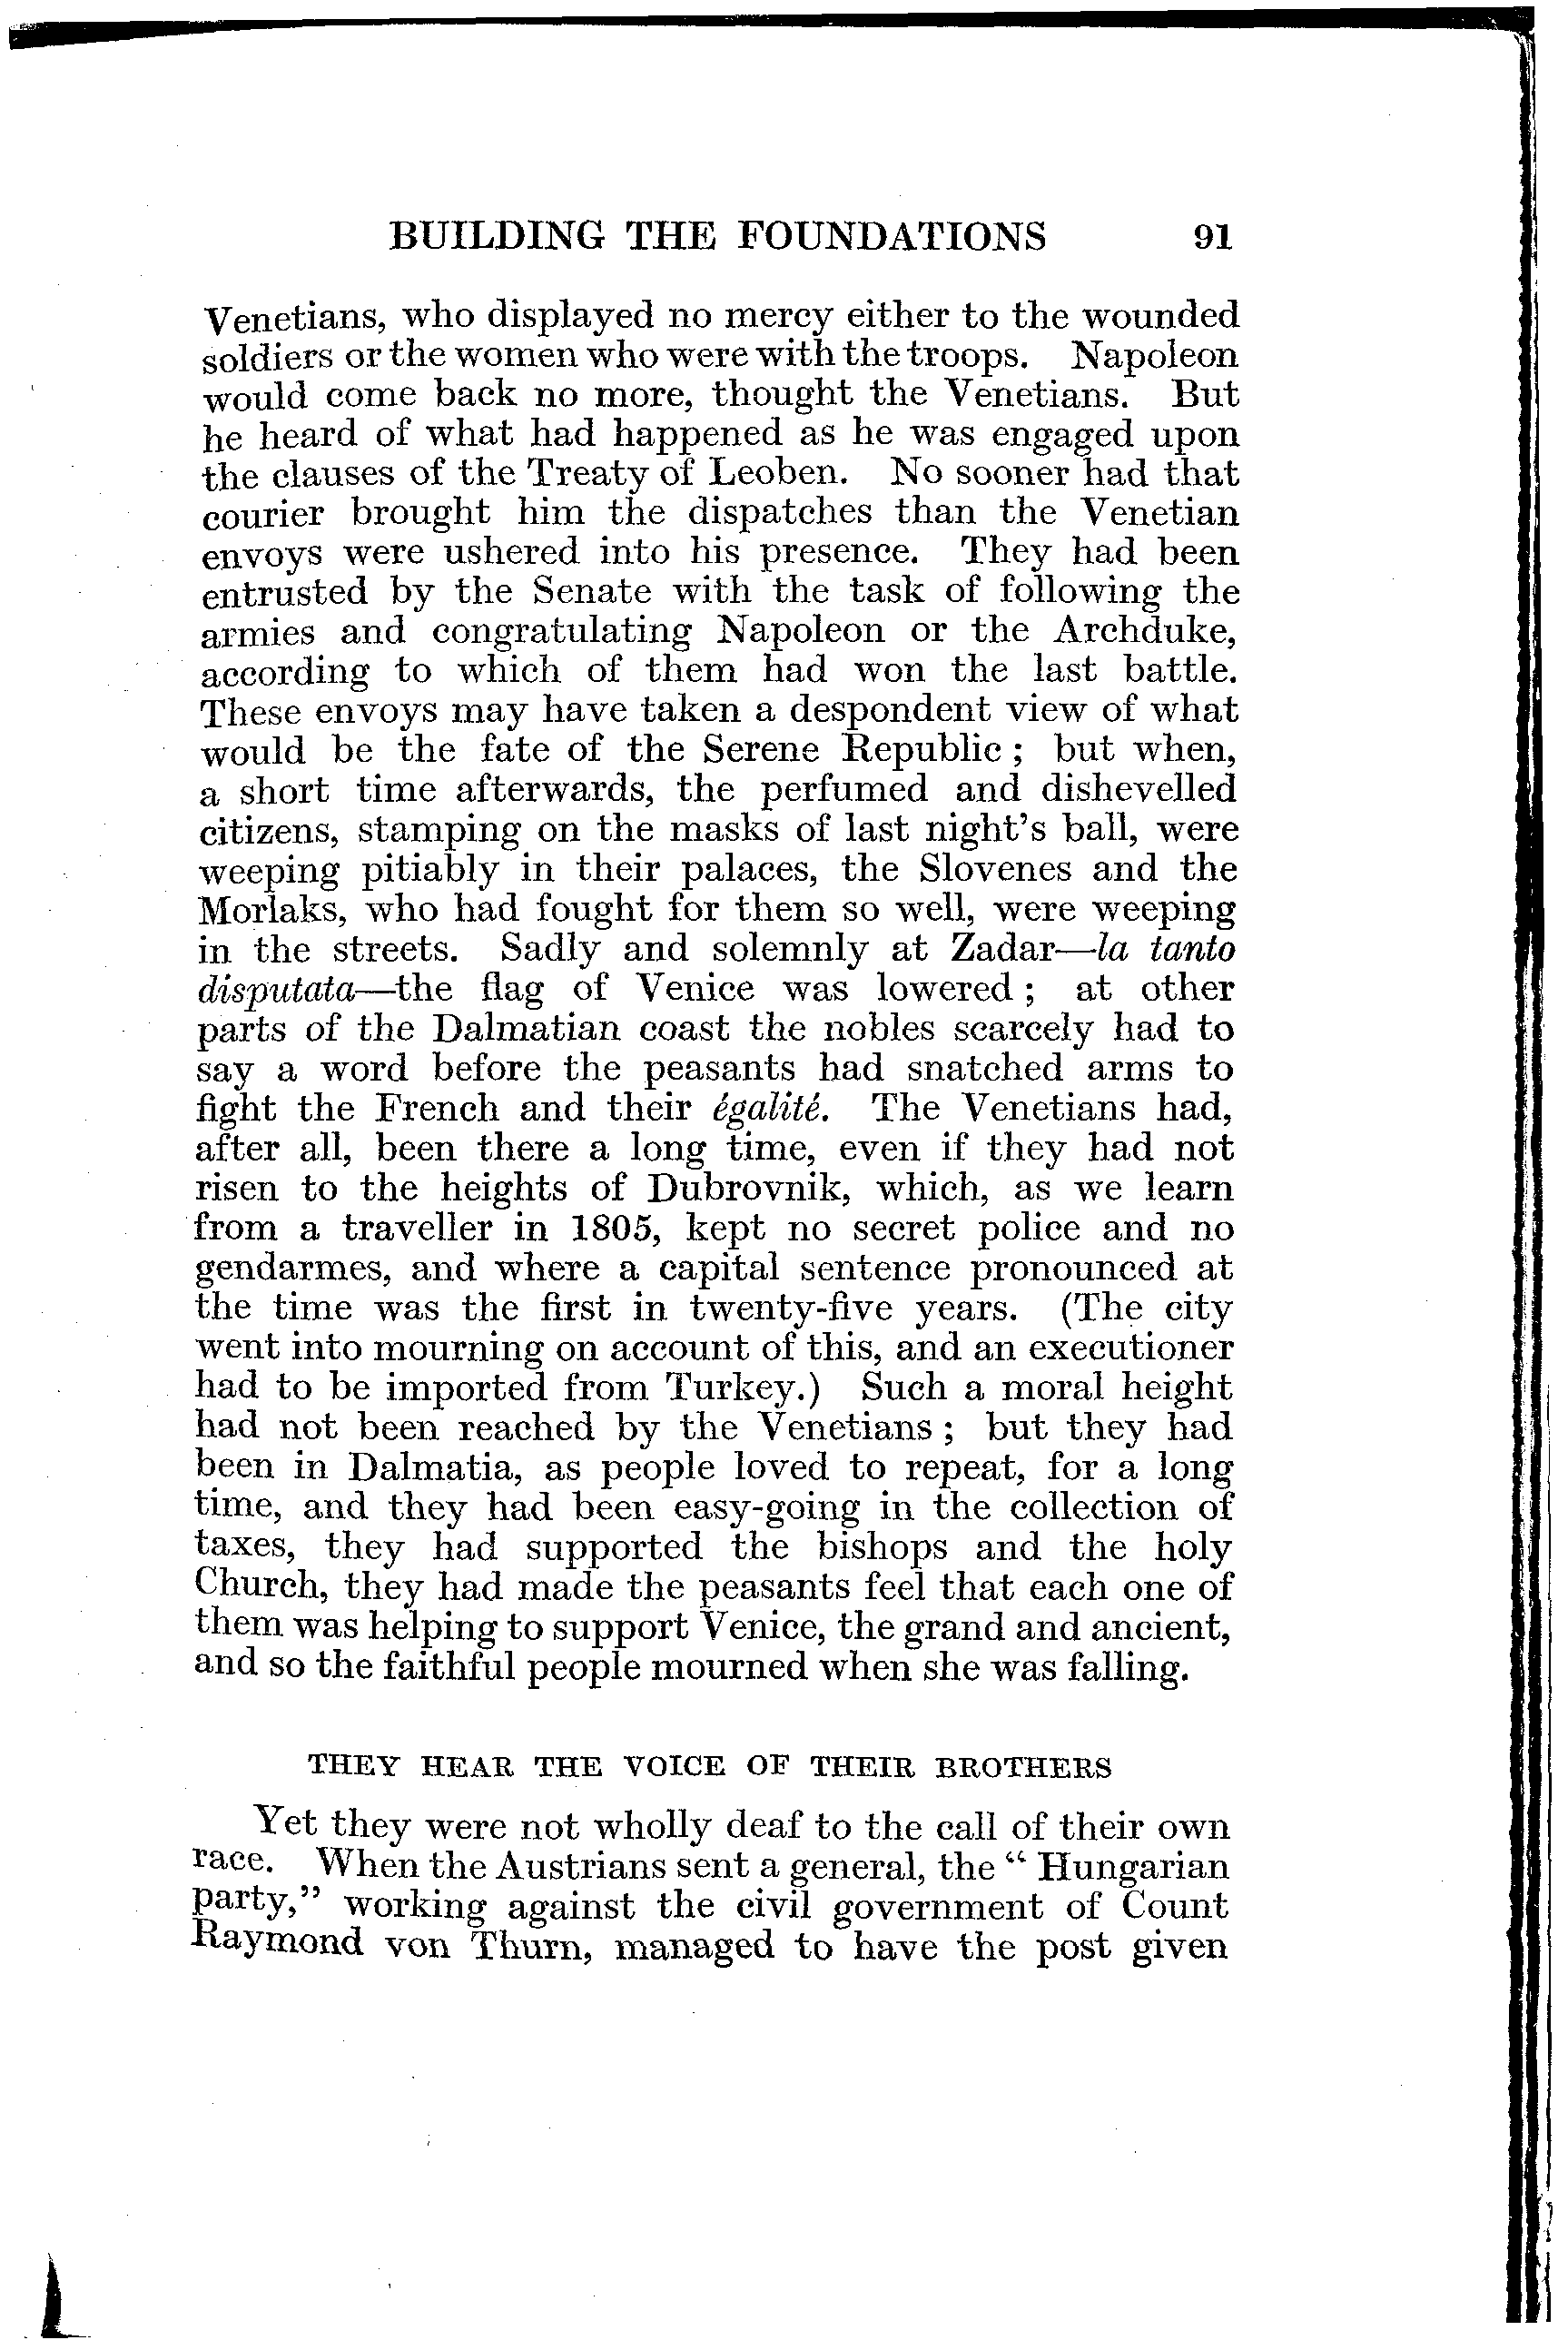 BUILDING THE FOUNDATIONS 91
Venetians, who displayed no mercy either to the wounded
soldiers or the women who were with the troops. Napoleon
would come back no more, thought the Venetians. But
he heard of what had happened as he was engaged upon
the clauses of the Treaty of Leoben. No sooner had that
courier brought him the dispatches than the Venetian
envoys were ushered into his presence. They had been
entrusted by the Senate with the task of following the
armies and congratulating Napoleon or the Archduke,
according to which of them had won the last battle.
These envoys may have taken a despondent view of what
would be the fate of the Serene Republic ; but when,
a short time afterwards, the perfumed and dishevelled
citizens, stamping on the masks of last night's ball, were
weeping pitiably in their palaces, the Slovenes and the
Morlaks, who had fought for them so well, were weeping
in the streets. Sadly and solemnly at Zadar—la tanto
disputata—the flag of Venice was lowered ; at other
parts of the Dalmatian coast the nobles scarcely had to
say a word before the peasants had snatched arms to
fight the French and their égalité. The Venetians had,
after all, been there a long time, even if they had not
risen to the heights of Dubrovnik, which, as we learn
from a traveller in 1805, kept no secret police and no
gendarmes, and where a capital sentence pronounced at
the time was the first in twenty-five years. (The city
went into mourning on account of this, and an executioner
had to be imported from Turkey.) Such a moral height
had not been reached by the Venetians ; but they had
been in Dalmatia, as people loved to repeat, for a long
time, and they had been easy-going in the collection of
taxes, they had supported the bishops and the holy
Church, they had made the peasants feel that each one of
them was helping to support Venice, the grand and ancient,
and so the faithful people mourned when she was falling.
THEY HEAR THE VOICE OF THEIR BROTHERS
Yet they were not wholly deaf to the call of their own
race. When the Austrians sent a general, the " Hungarian
party," working against the civil government of Count
Raymond von Thurn, managed to have the post given